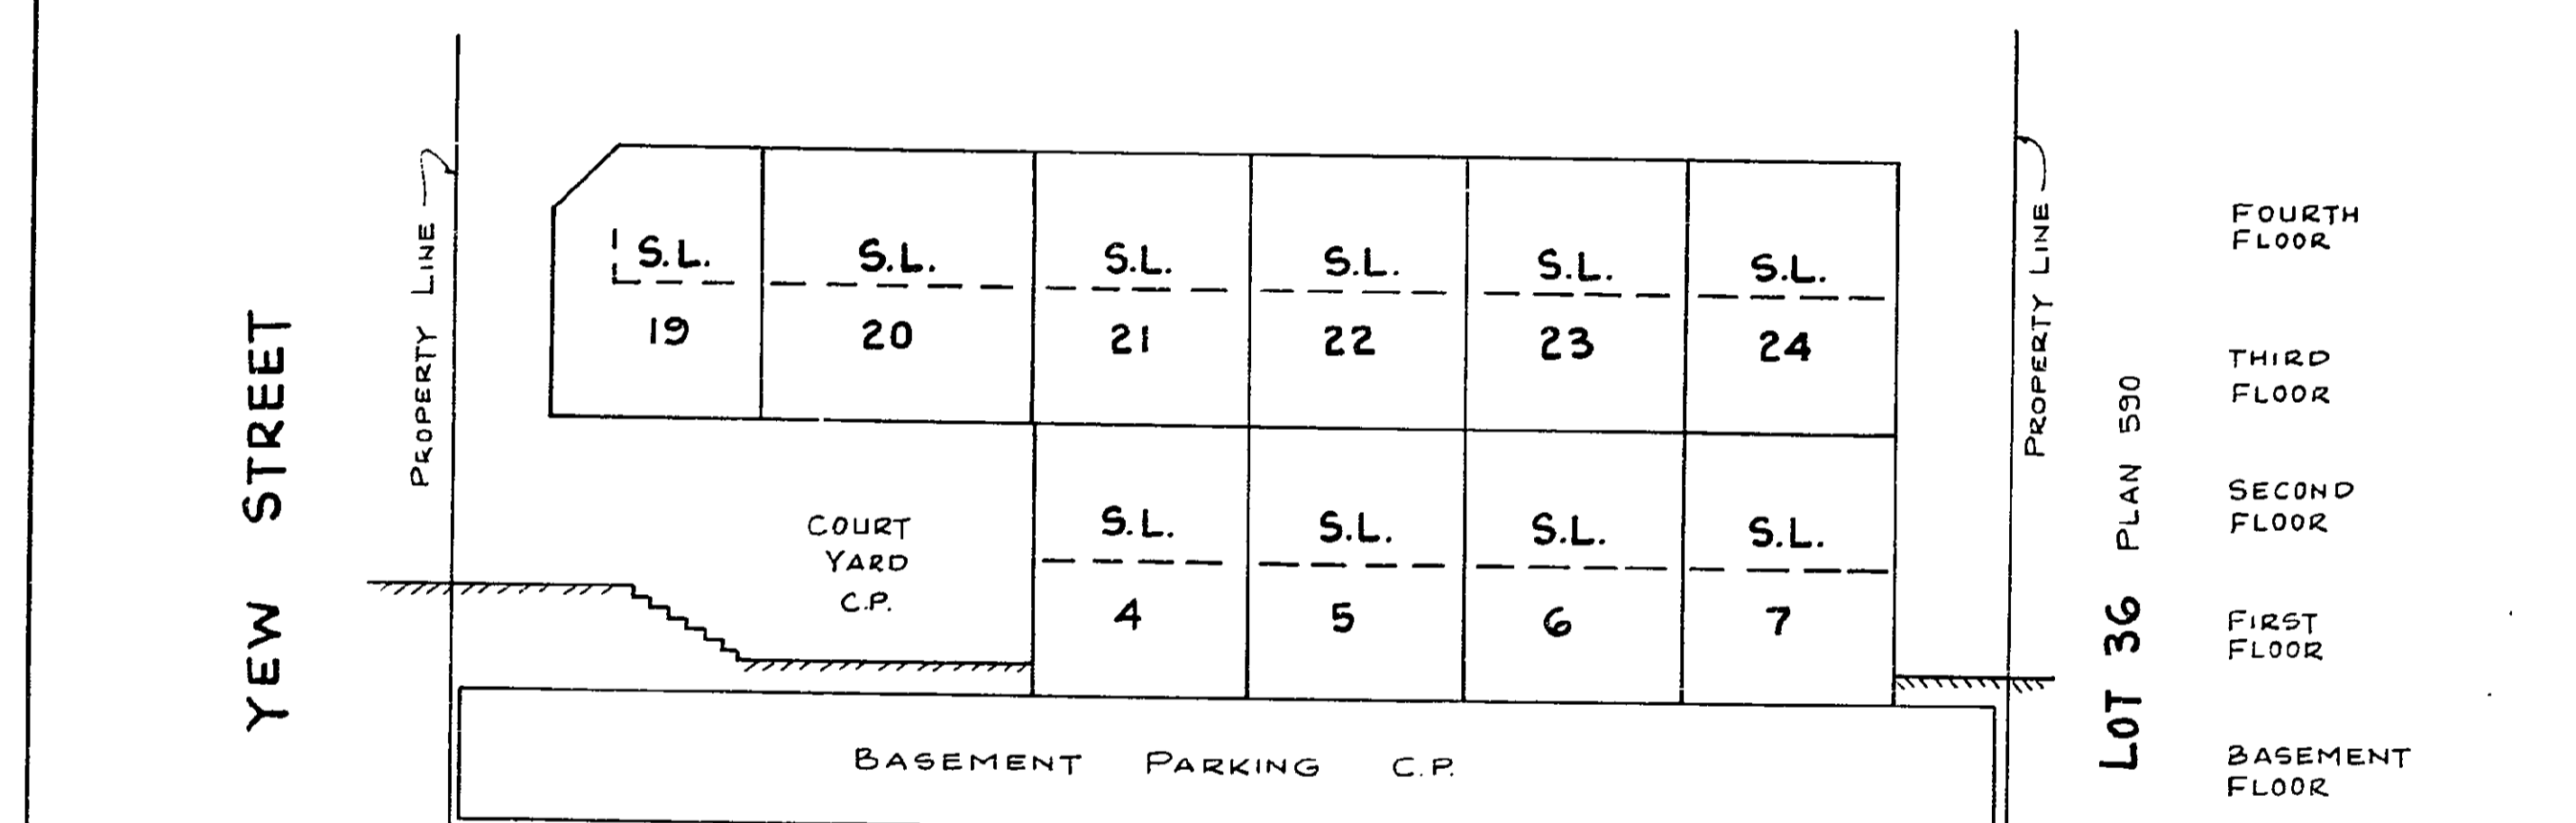 YEW STREET
PROPERTY LINE
S.L.
19
S.L.
20
S.L.
21
S.L.
22
S.L.
23
S.L.
24
COURT
YARD
C.P.
S.L.
4
S.L.
5
S.L.
6
S.L.
7
BASEMENT PARKING C.P.
PROPERTY LINE
LOT 36 PLAN 590
FOURTH
FLOOR
THIRD
FLOOR
SECOND
FLOOR
FIRST
FLOOR
BASEMENT
FLOOR